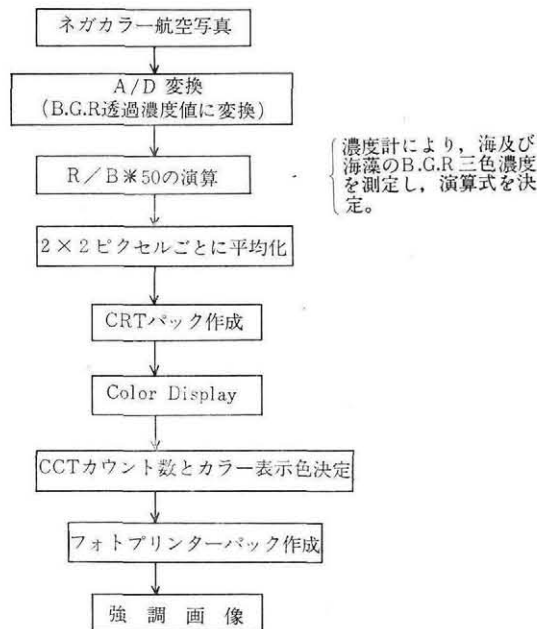 ネガカラー航空写真
A/D 変換
(B.G.R透過濃度値に変換)
R/B※50の演算
濃度計により,海及び
海藻のB.G.R三色濃度
を測定し,演算式を決
定。
2×2ピクセルごとに平均化
CRTパック作成
Color Display
CCTカウント数とカラー表示色決定
フォトプリンターパック作成
強調画像